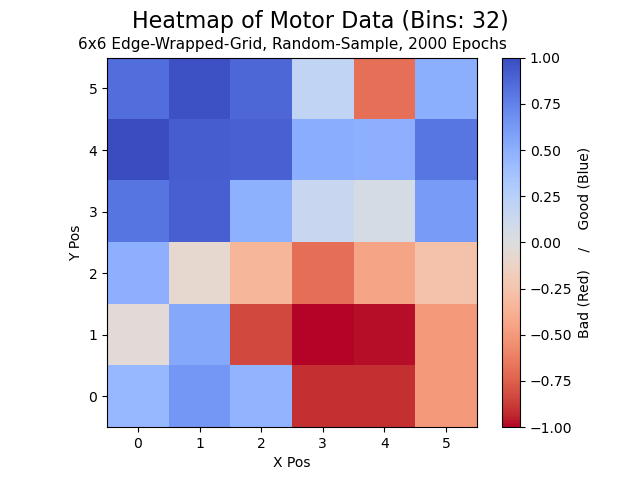 Heatmap of Motor Data (Bins: 32)
6x6 Edge-Wrapped-Grid, Random-Sample, 2000 Epochs
5
4
3
2
1
0
Y Pos
0 1 2 3 4 5
X Pos
1.00
0.75
0.50
0.25
0.00
−0.25
−0.50
−0.75
−1.00
Bad (Red) / Good (Blue)